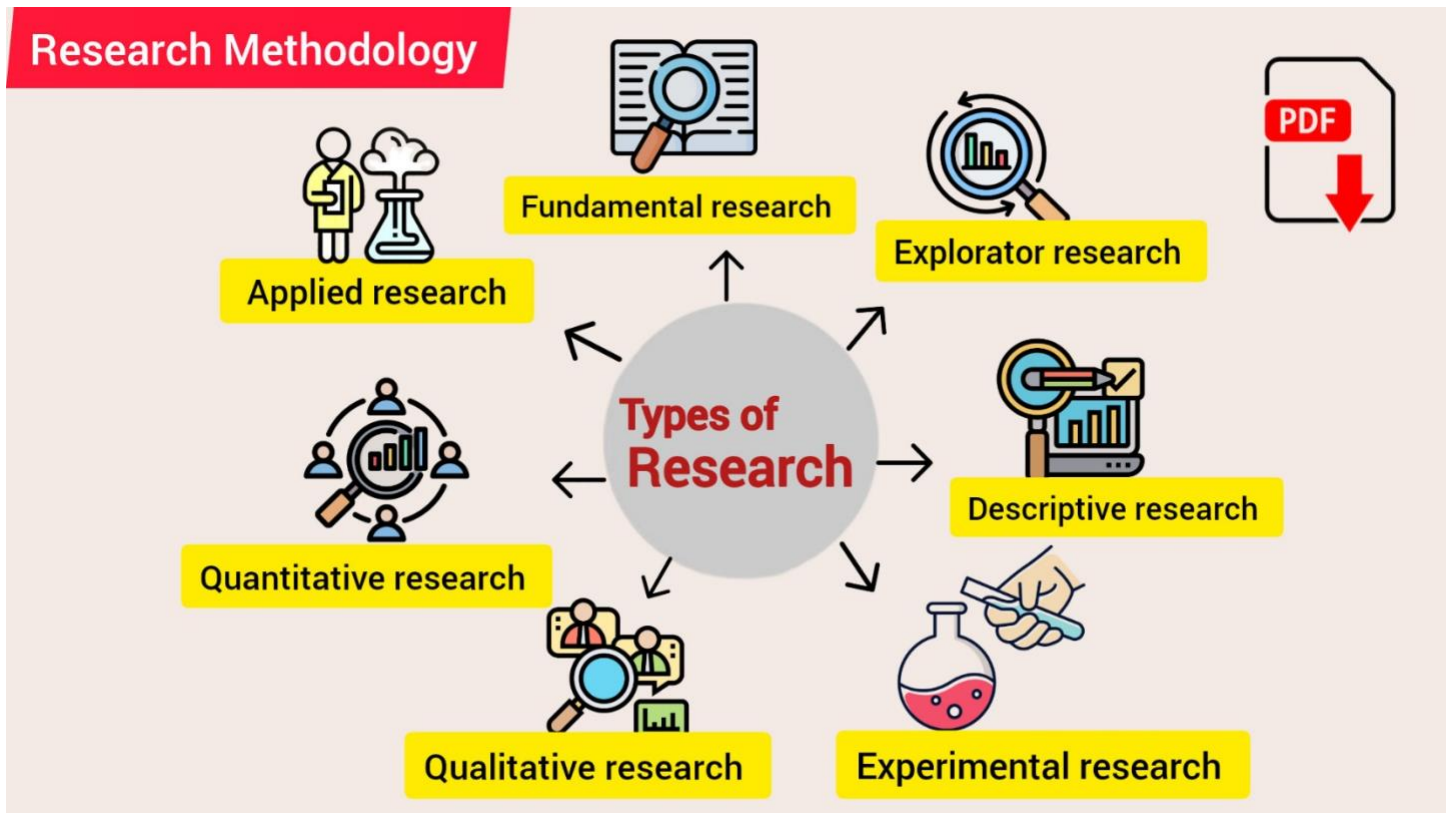 Research Methodology
PDF
Fundamental research
Explorator research
Applied research
Types of
Research
Descriptive research
Quantitative research
Qualitative research
Experimental research